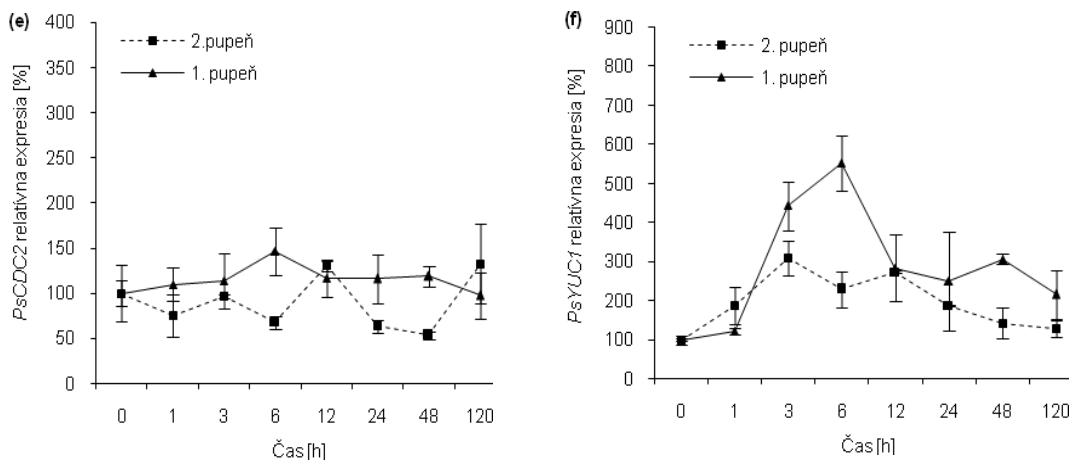 (e)
PsCDC2 relatívna expresia [%]
400
350
300
250
200
150
100
50
0
2.pupeň
1. pupeň
0 1 3 6 12 24 48 120
Čas [h]
(f)
PsYUC1 relatívna expresia [%]
900
800
700
600
500
400
300
200
100
0
2. pupeň
1. pupeň
0 1 3 6 12 24 48 120
Čas [h]